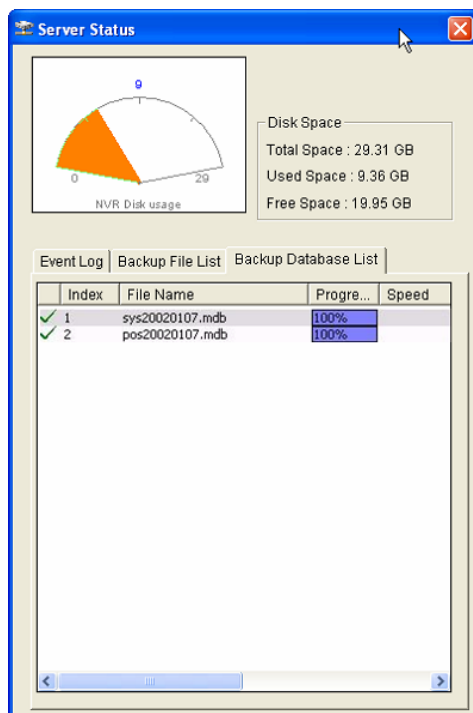 Server Status
9
0
29
NVR Disk usage
Disk Space
Total Space : 29.31 GB
Used Space : 9.36 GB
Free Space : 19.95 GB
Event Log Backup File List Backup Database List
Index File Name Progre... Speed
1 sys20020107.mdb 100%
2 pos20020107.mdb 100%